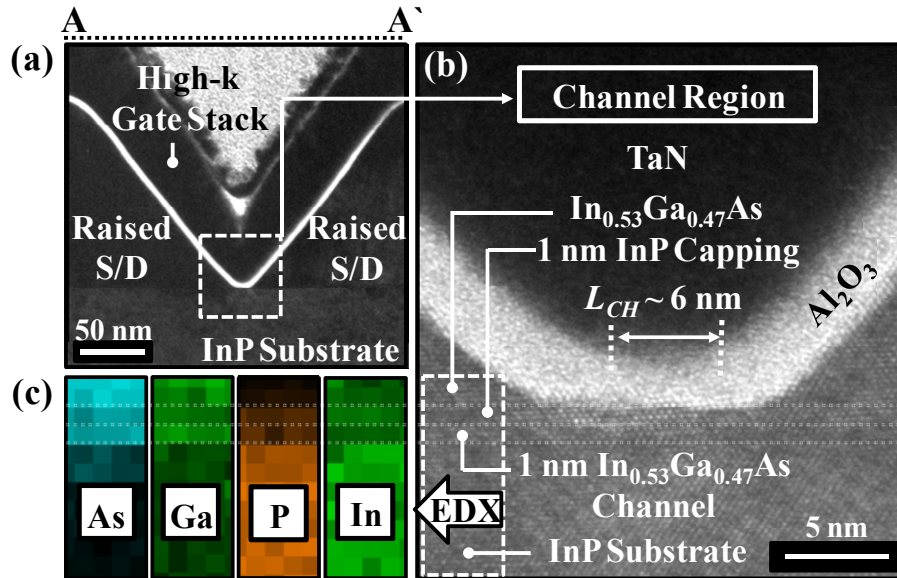 A A`
(a)
High-k
Gate Stack
Raised
S/D
Raised
S/D
50 nm
InP Substrate
(b)
Channel Region
TaN
In0.53Ga0.47As
1 nm InP Capping
LCH ~ 6 nm
Al2O3
1 nm In0.53Ga0.47As
Channel
InP Substrate
5 nm
(c)
As
Ga
P
In
EDX